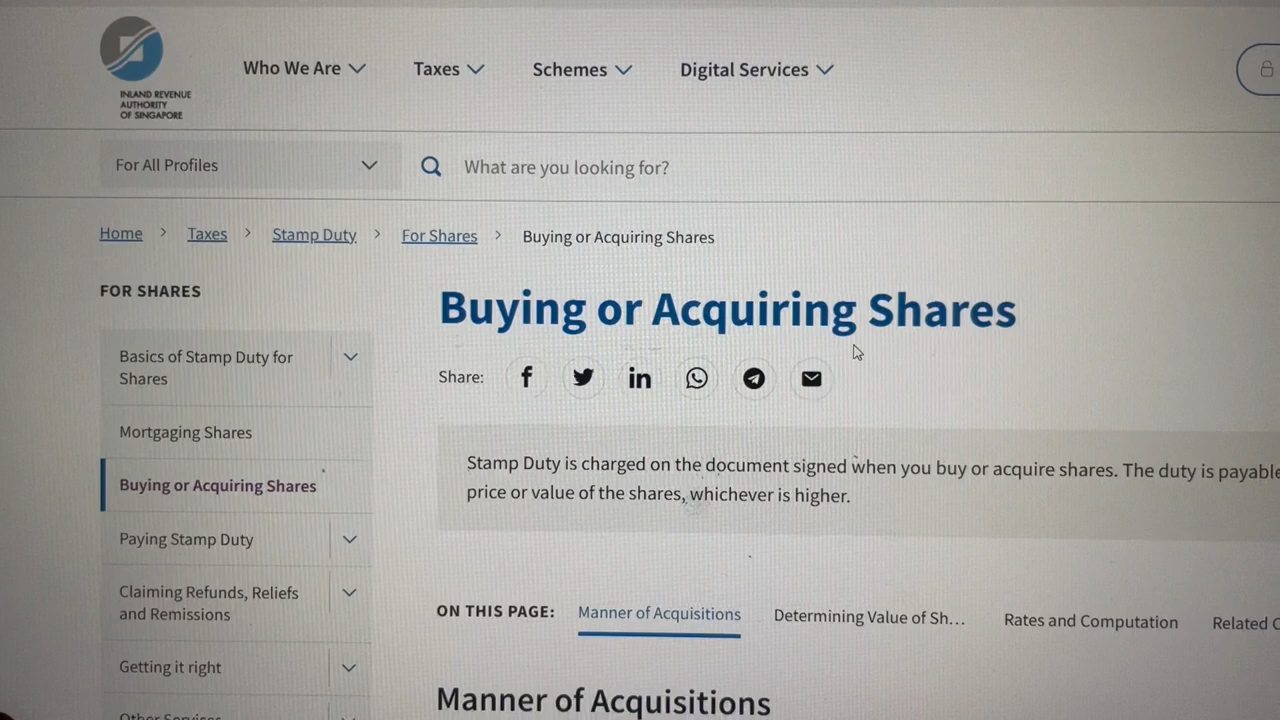 INLAND REVENUE
AUTHORITY
OF SINGAPORE
Who We Are
Taxes
Schemes
Digital Services
For All Profiles
What are you looking for?
Home > Taxes > Stamp Duty > For Shares > Buying or Acquiring Shares
FOR SHARES
Basics of Stamp Duty for
Shares
Mortgaging Shares
Buying or Acquiring Shares
Paying Stamp Duty
Claiming Refunds, Reliefs
and Remissions
Getting it right
Other Services
Buying or Acquiring Shares
Share:
Stamp Duty is charged on the document signed when you buy or acquire shares. The duty is payable
price or value of the shares, whichever is higher.
ON THIS PAGE:
Manner of Acquisitions
Determining Value of Sh...
Rates and Computation
Related
Manner of Acquisitions